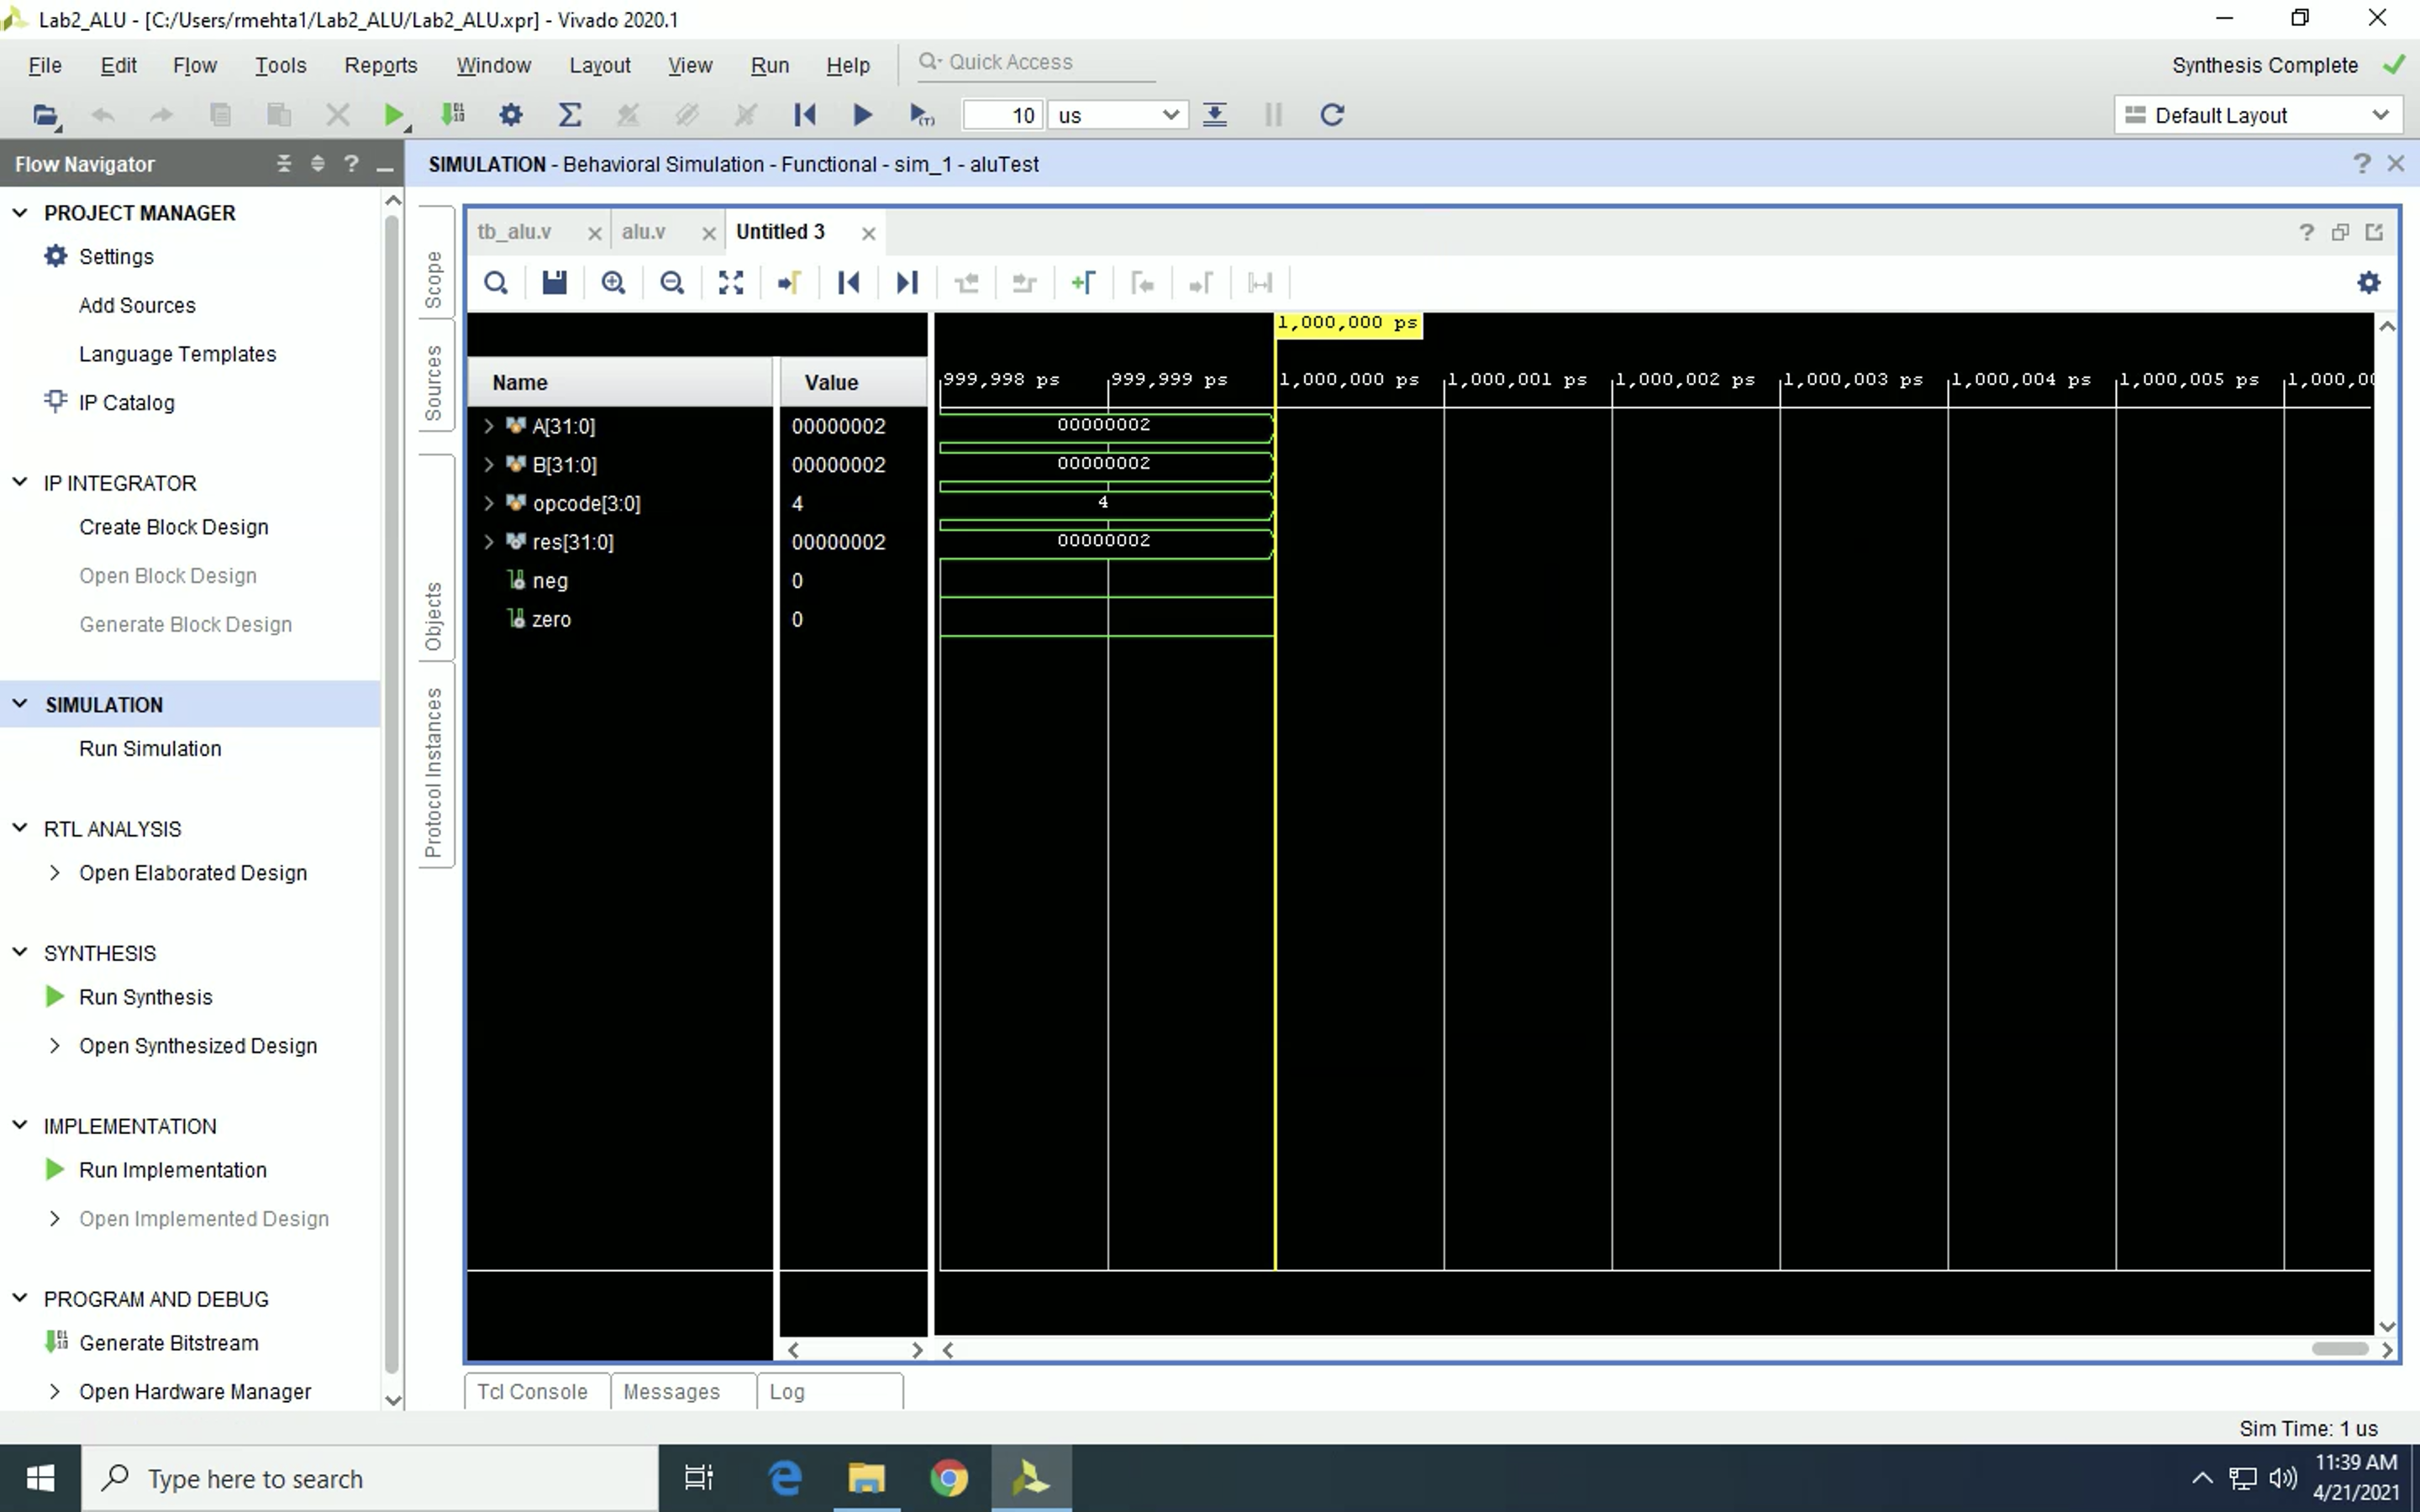 Lab2_ALU - [C:/Users/rmehta1/Lab2_ALU/Lab2_ALU.xpr] - Vivado 2020.1
File Edit Flow Tools Reports Window Layout View Run Help Quick Access Synthesis Complete
10 us Default Layout
Flow Navigator
SIMULATION - Behavioral Simulation - Functional - sim_1 - aluTest
PROJECT MANAGER
Settings
Add Sources
Language Templates
IP Catalog
IP INTEGRATOR
Create Block Design
Open Block Design
Generate Block Design
SIMULATION
Run Simulation
RTL ANALYSIS
Open Elaborated Design
SYNTHESIS
Run Synthesis
Open Synthesized Design
IMPLEMENTATION
Run Implementation
Open Implemented Design
PROGRAM AND DEBUG
Generate Bitstream
Open Hardware Manager
Scope
Sources
Objects
Protocol Instances
tb_alu.v alu.v Untitled 3
1,000,000 ps
Name Value 999,998 ps 999,999 ps 1,000,000 ps 1,000,001 ps 1,000,002 ps 1,000,003 ps 1,000,004 ps 1,000,005 ps 1,000,00
A[31:0] 00000002 00000002
B[31:0] 00000002 00000002
opcode[3:0] 4 4
res[31:0] 00000002 00000002
neg 0
zero 0
Tcl Console Messages Log
Sim Time: 1 us
Type here to search
11:39 AM
4/21/2021